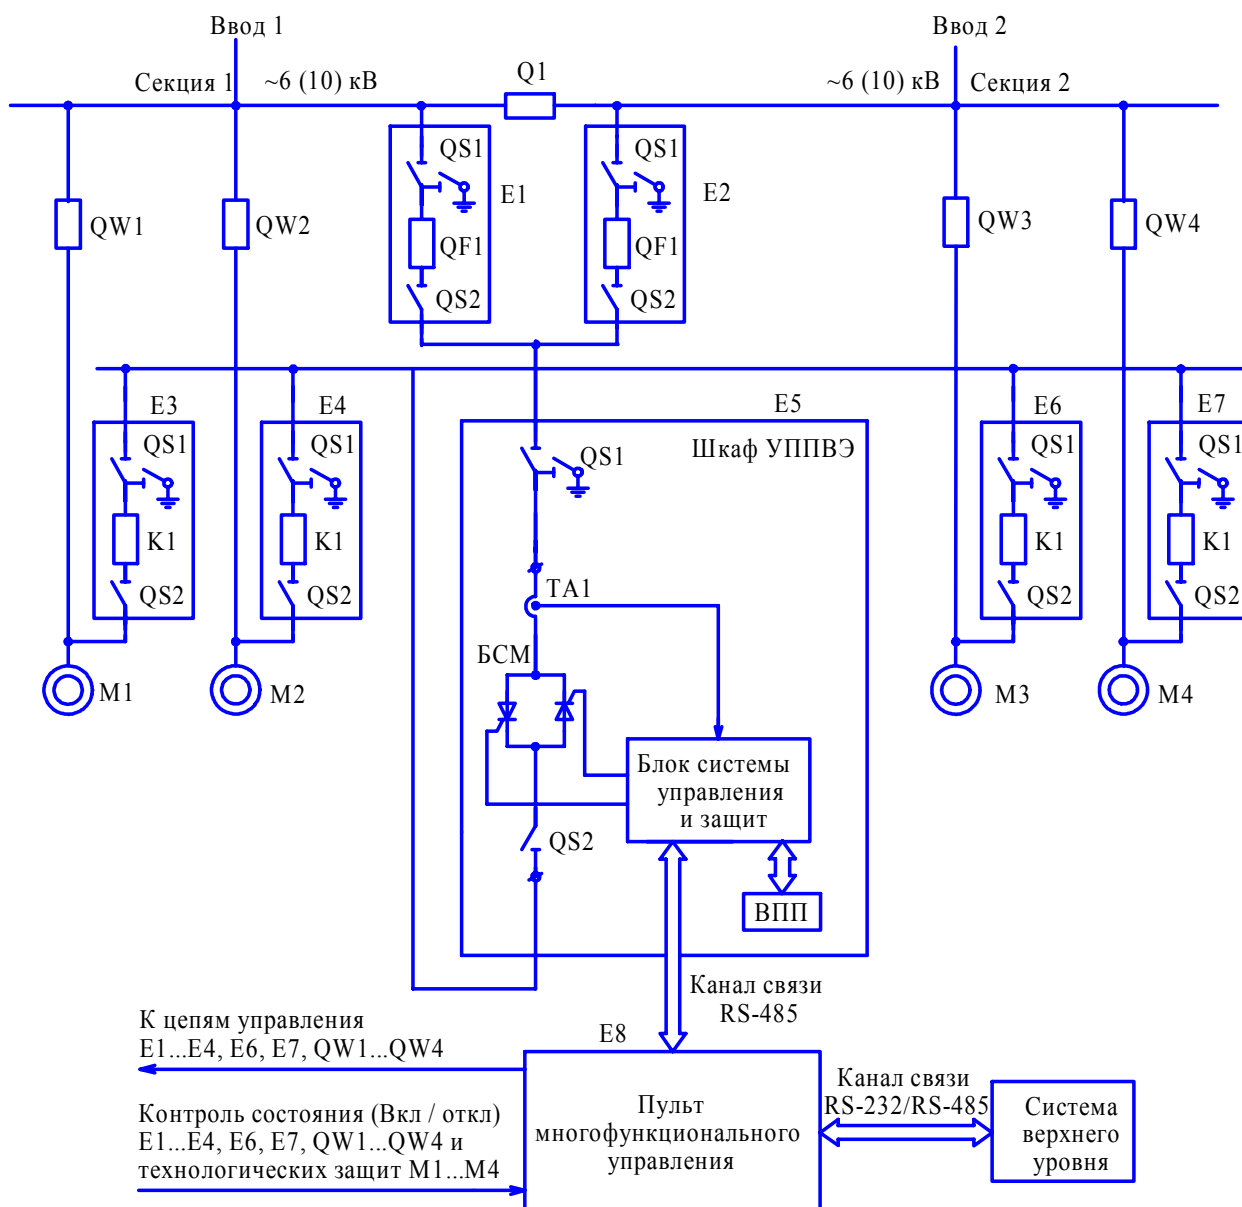 Ввод 1
Ввод 2
Секция 1
~6 (10) кВ
Q1
~6 (10) кВ
Секция 2
QS1
E1
QF1
QS2
QS1
E2
QF1
QS2
QW1
QW2
QW3
QW4
E3
QS1
K1
QS2
E4
QS1
K1
QS2
E5
Шкаф УППВЭ
QS1
TA1
БСМ
E6
QS1
K1
QS2
E7
QS1
K1
QS2
M1
M2
M3
M4
Блок системы
управления
и защит
QS2
ВПП
Канал связи
RS-485
К цепям управления
E1...E4, E6, E7, QW1...QW4
E8
Контроль состояния (Вкл / откл)
E1...E4, E6, E7, QW1...QW4 и
технологических защит M1...M4
Пульт
многофункционального
управления
Канал связи
RS-232/RS-485
Система
верхнего
уровня